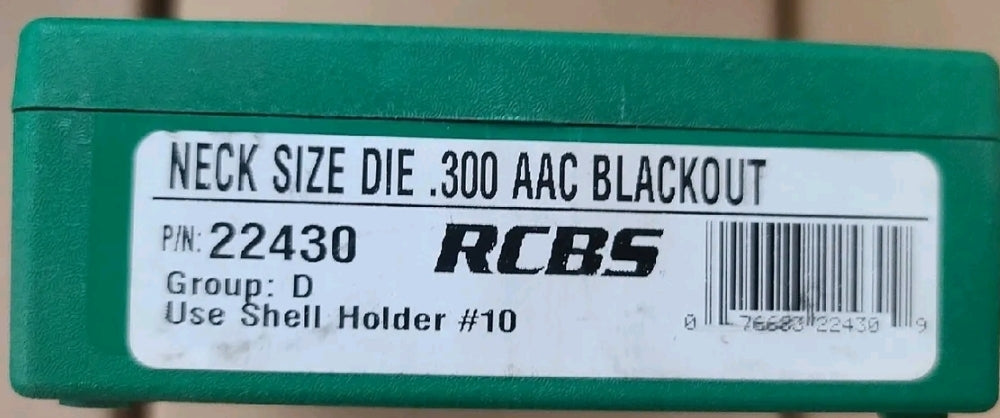 NECK SIZE DIE .300 AAC BLACKOUT
P/N: 22430
RCBS
Group: D
Use Shell Holder #10
0 76683 22430 9